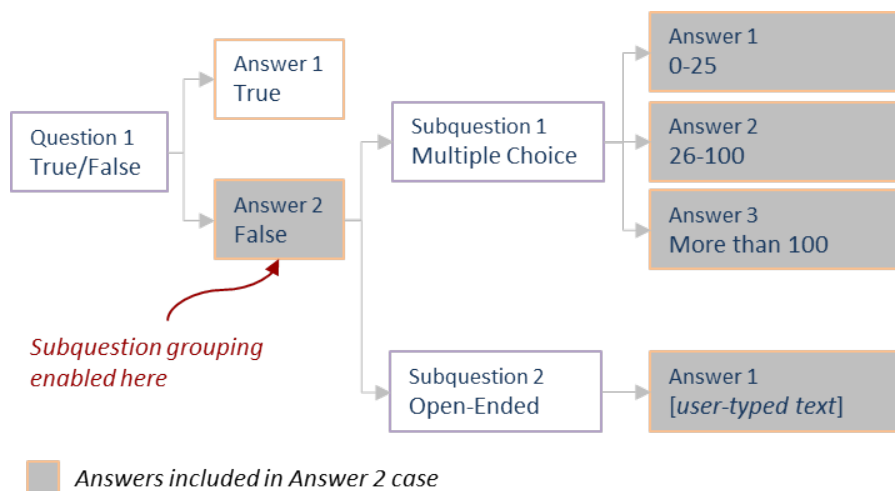 Question 1
True/False
Answer 1
True
Answer 2
False
Subquestion grouping
enabled here
Subquestion 1
Multiple Choice
Answer 1
0-25
Answer 2
26-100
Answer 3
More than 100
Subquestion 2
Open-Ended
Answer 1
[user-typed text]
Answers included in Answer 2 case